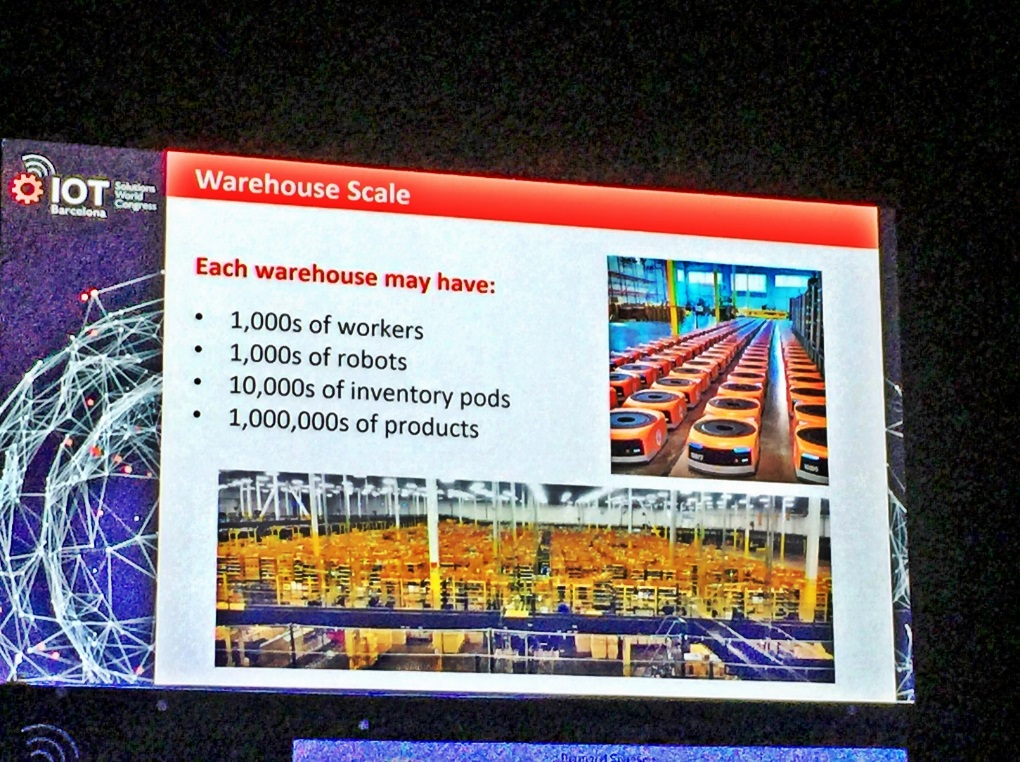 IOT
Solutions
World
Congress
Barcelona
Warehouse Scale
Each warehouse may have:
• 1,000s of workers
• 1,000s of robots
• 10,000s of inventory pods
• 1,000,000s of products